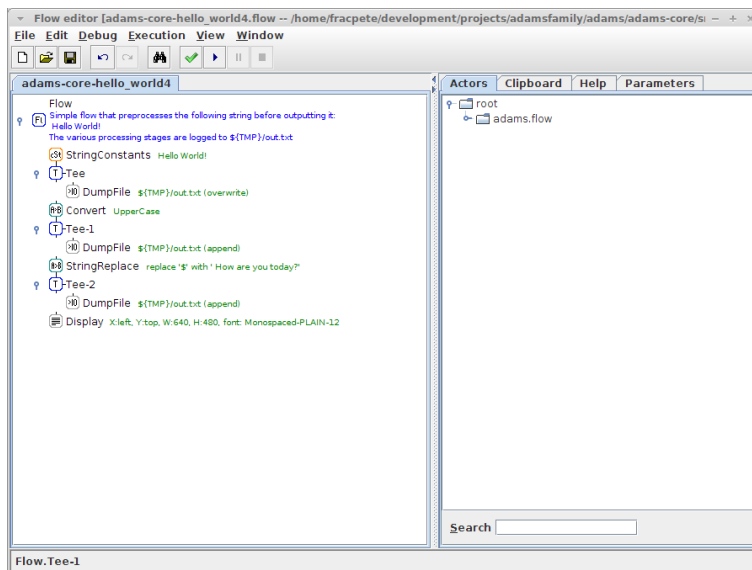 Flow editor [adams-core-hello_world4.flow -- /home/fracpete/development/projects/adamsfamily/adams/adams-core/
File Edit Debug Execution View Window
adams-core-hello_world4
Flow
Simple flow that preprocesses the following string before outputting it:
Hello World!
The various processing stages are logged to ${TMP}/out.txt
StringConstants Hello World!
Tee
DumpFile ${TMP}/out.txt (overwrite)
Convert UpperCase
Tee-1
DumpFile ${TMP}/out.txt (append)
StringReplace replace '$' with ' How are you today?'
Tee-2
DumpFile ${TMP}/out.txt (append)
Display X:left, Y:top, W:640, H:480, font: Monospaced-PLAIN-12
Actors Clipboard Help Parameters
root
adams.flow
Search
Flow.Tee-1